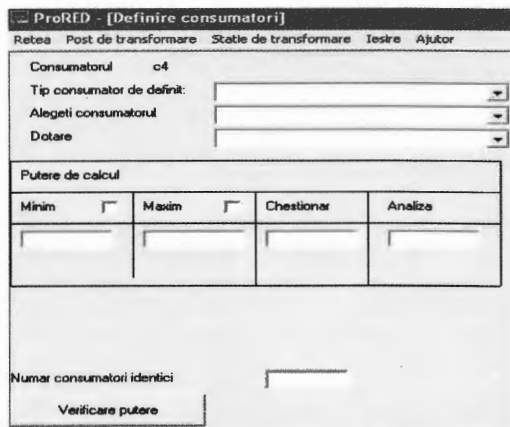 ProRED - [Definire consumatori]
Retea Post de transformare Statie de transformare Iesire Ajutor
Consumatorul c4
Tip consumator de definit:
Alegeti consumatorul
Dotare
Putere de calcul
Minim Maxim Chestionar Analiza
Numar consumatori identici
Verificare putere